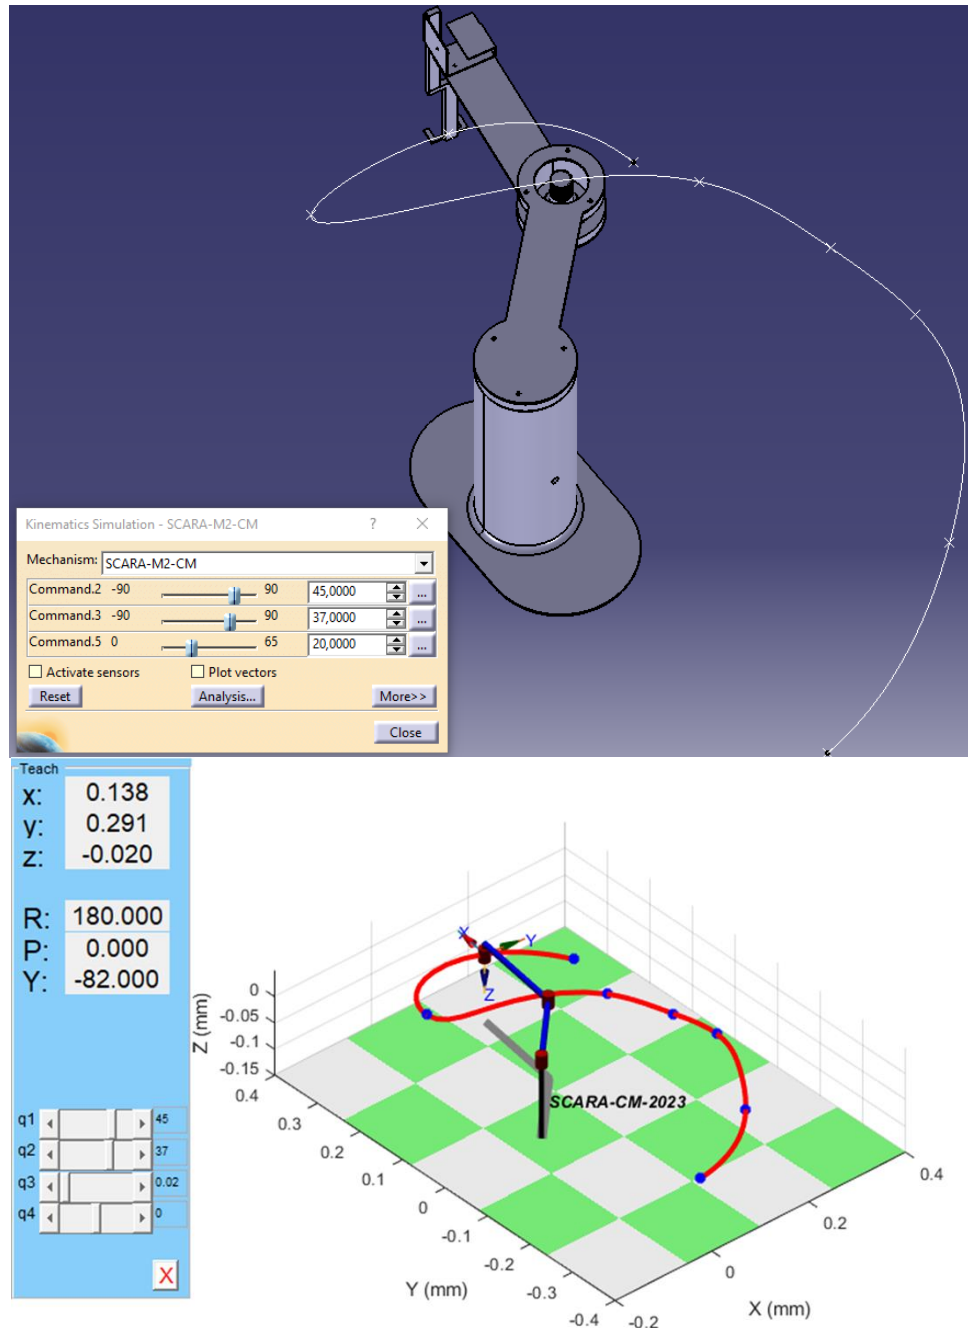 Kinematics Simulation - SCARA-M2-CM ? ×
Mechanism: SCARA-M2-CM
Command.2 -90 90 45,0000 ...
Command.3 -90 90 37,0000 ...
Command.5 0 65 20,0000 ...
Activate sensors Plot vectors
Reset Analysis... More>>
Close
Teach
x: 0.138
y: 0.291
z: -0.020
R: 180.000
P: 0.000
Y: -82.000
q1 45
q2 37
q3 0.02
q4 0
X
X Y
Z
SCARA-CM-2023
Z (mm)
0
-0.05
-0.1
-0.15
0.4
0.3
0.2
0.1
0
-0.1
-0.2
-0.3
-0.4
Y (mm)
-0.2
0
0.2
0.4
X (mm)